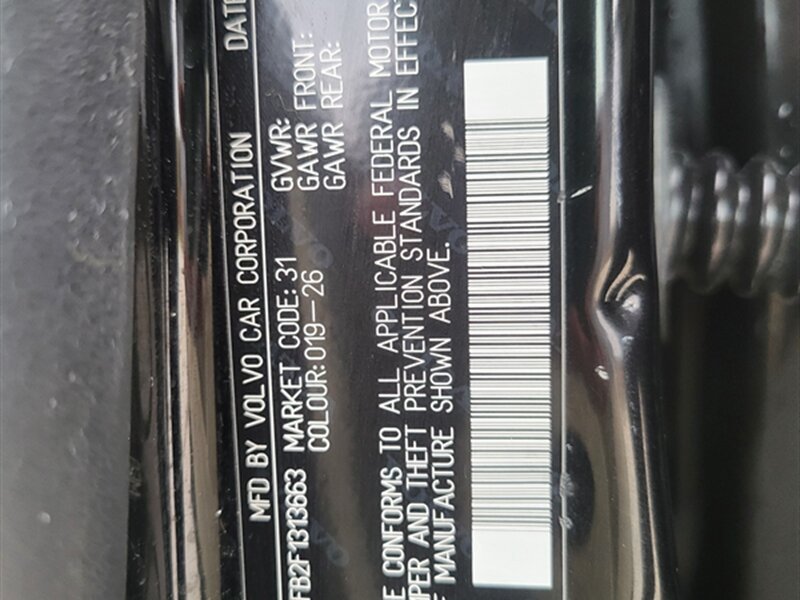 MFD BY VOLVO CAR CORPORATION DATE
FB2F1313663 MARKET CODE: 31 GVWR:
COLOUR: 019-26 GAWR FRONT:
GAWR REAR:
E CONFORMS TO ALL APPLICABLE FEDERAL MOTOR
MPER AND THEFT PREVENTION STANDARDS IN EFFECT
F MANUFACTURE SHOWN ABOVE.